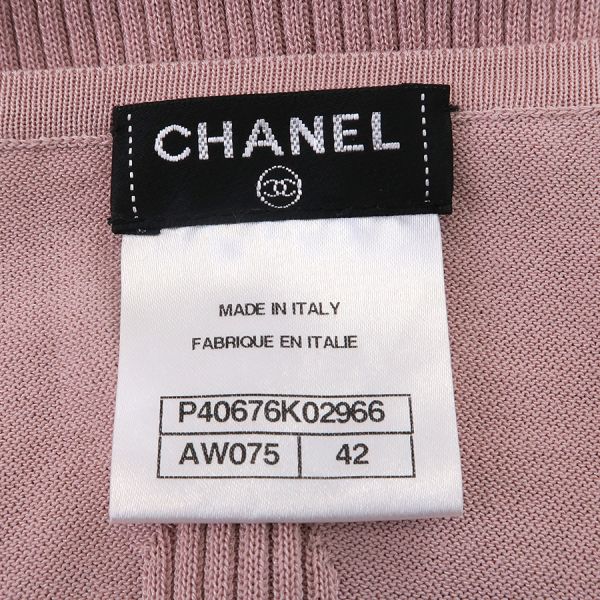 CHANEL
MADE IN ITALY
FABRIQUE EN ITALIE
P40676K02966
AW075 42